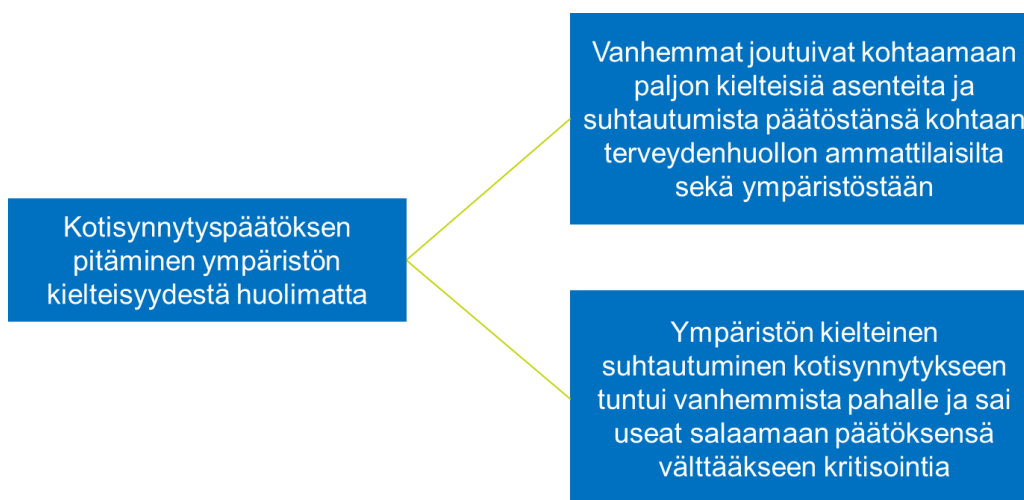 Kotisynnytyspäätöksen
pitäminen ympäristön
kielteisyydestä huolimatta
Vanhemmat joutuivat kohtaamaan
paljon kielteisiä asenteita ja
suhtautumista päätöstänsä kohtaan
terveydenhuollon ammattilaisilta
sekä ympäristöstään
Ympäristön kielteinen
suhtautuminen kotisynnytykseen
tuntui vanhemmista pahalle ja sai
useat salaamaan päätöksensä
välttääkseen kritisointia